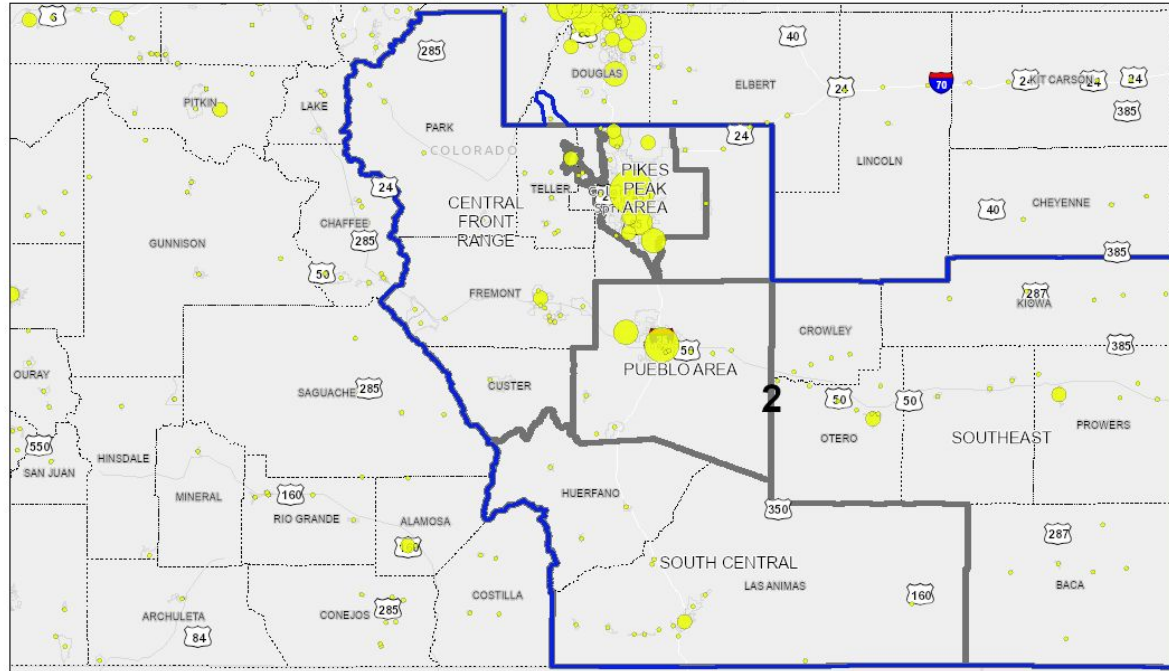 6
285
40
DOUGLAS
ELBERT
24
70
24
KIT CARSON
24
24
385
PITKIN
LAKE
PARK
COLORADO
24
LINCOLN
PIKES
PEAK
AREA
TELLER
24
CENTRAL
FRONT
RANGE
CHAFFEE
285
40
CHEYENNE
GUNNISON
50
385
FREMONT
287
KIOWA
CROWLEY
385
50
PUEBLO AREA
OURAY
SAGUACHE
285
CUSTER
2
50
50
OTERO
SOUTHEAST
PROWERS
550
SAN JUAN
HINSDALE
MINERAL
160
RIO GRANDE
ALAMOSA
HUERFANO
350
287
SOUTH CENTRAL
LAS ANIMAS
BACA
160
COSTILLA
ARCHULETA
84
CONEJOS
285